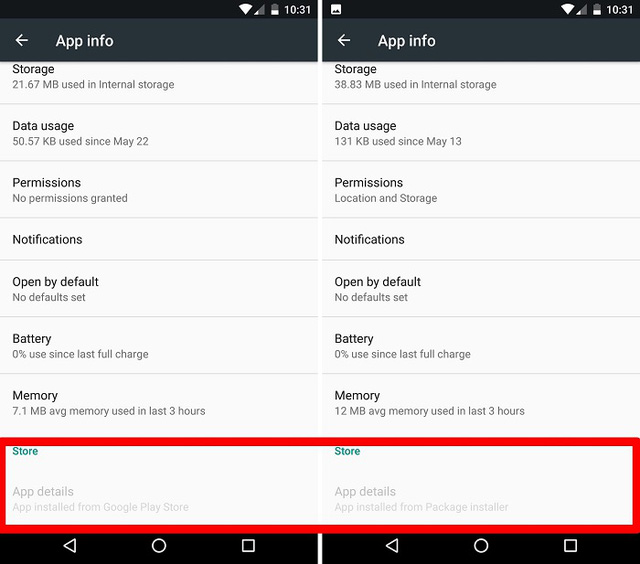 10:31
App info
Storage
21.67 MB used in Internal storage
Data usage
50.57 KB used since May 22
Permissions
No permissions granted
Notifications
Open by default
No defaults set
Battery
0% use since last full charge
Memory
7.1 MB avg memory used in last 3 hours
Store
App details
App installed from Google Play Store
10:31
App info
Storage
38.83 MB used in Internal storage
Data usage
131 KB used since May 13
Permissions
Location and Storage
Notifications
Open by default
No defaults set
Battery
0% use since last full charge
Memory
12 MB avg memory used in last 3 hours
Store
App details
App installed from Package installer